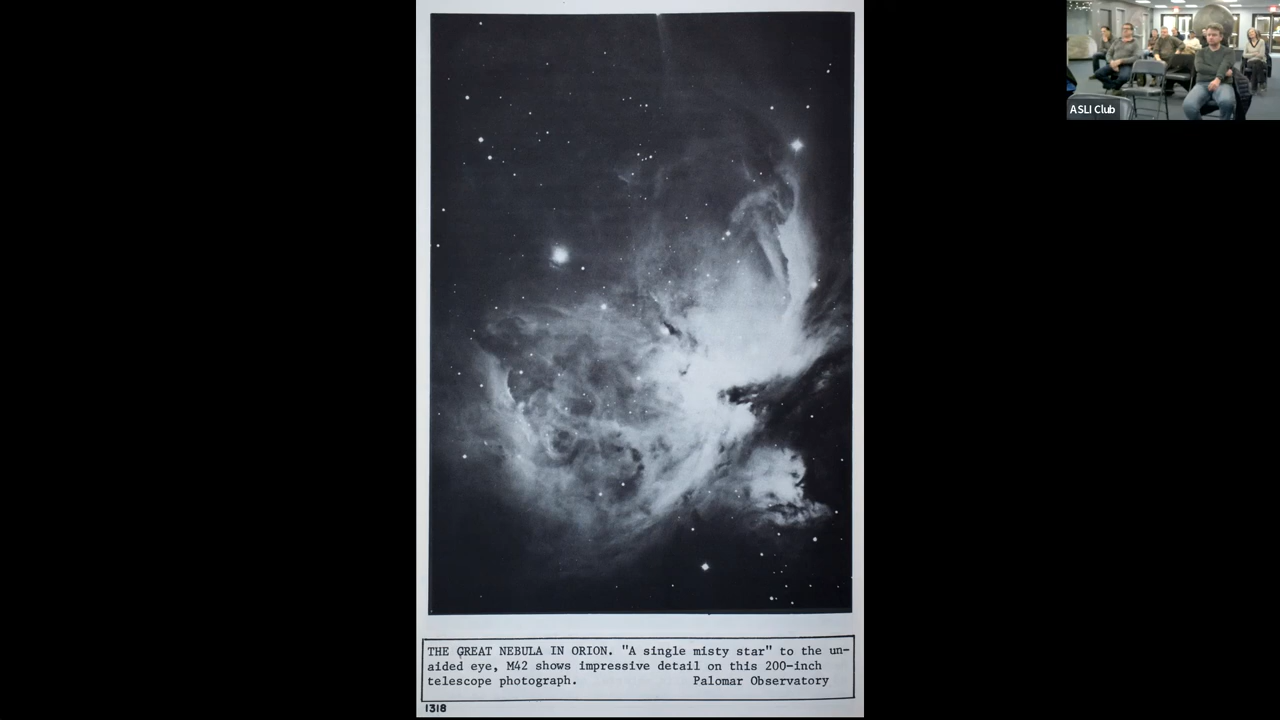 ASLI Club
THE GREAT NEBULA IN ORION. "A single misty star" to the un-
aided eye, M42 shows impressive detail on this 200-inch
telescope photograph. Palomar Observatory
1318